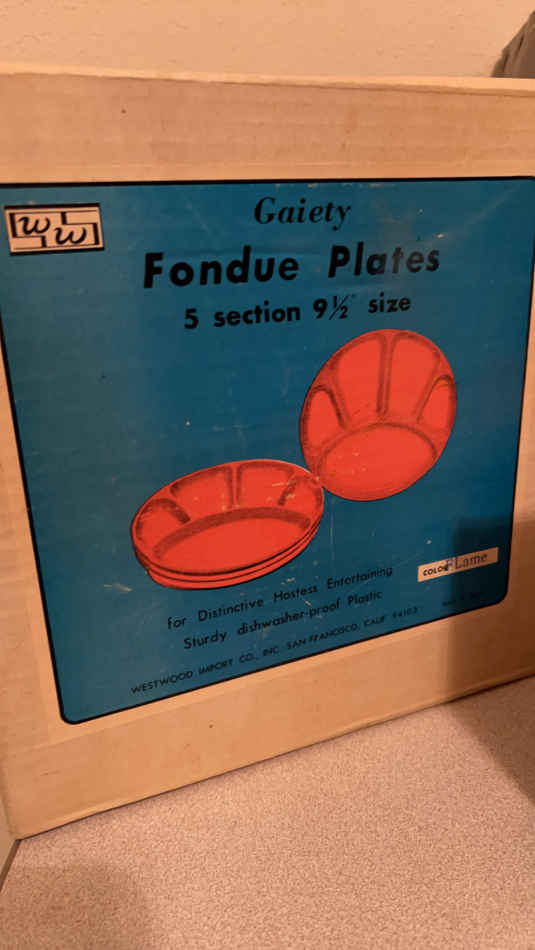 WW
Gaiety
Fondue Plates
5 section 9½" size
COLOR Flame
for Distinctive Hostess Entertaining
Sturdy dishwasher-proof Plastic
WESTWOOD IMPORT CO., INC. SAN FRANCISCO, CALIF. 94103